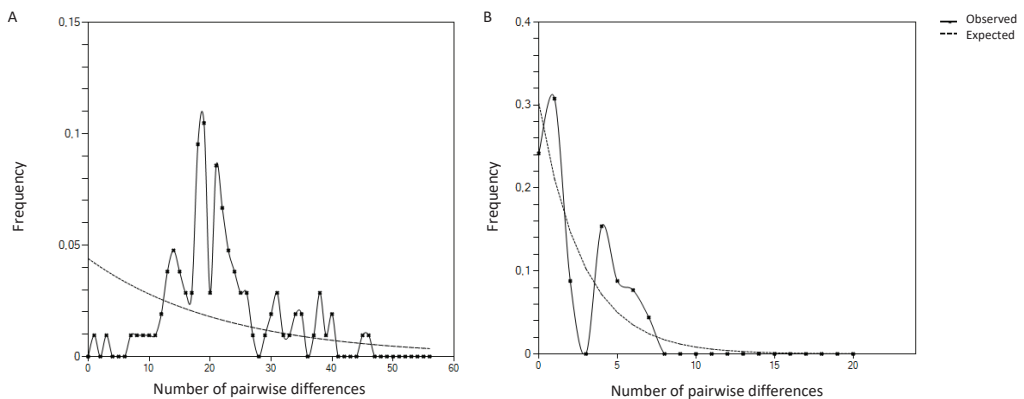 A
0,15
0,1
0,05
0
0 10 20 30 40 50 60
Frequency
Number of pairwise differences
B
0,4
0,3
0,2
0,1
0
0 5 10 15 20
Frequency
Number of pairwise differences
Observed
Expected